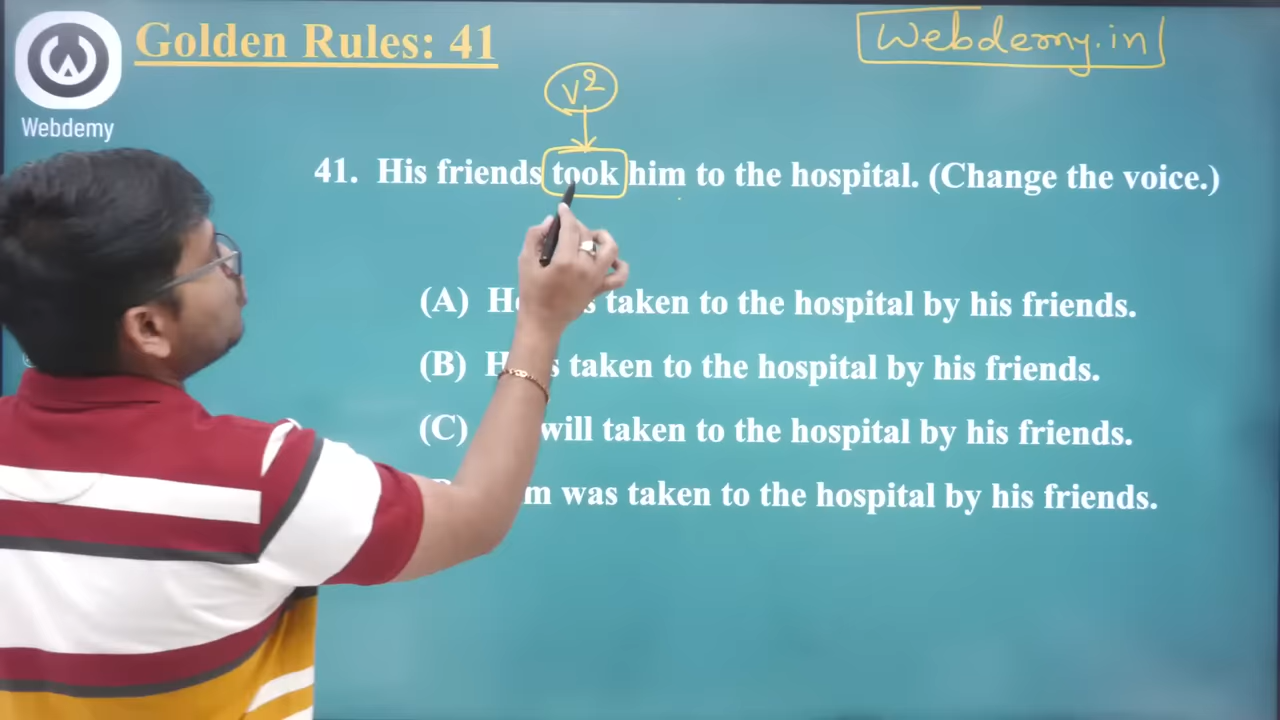 Golden Rules: 41
Webdemy.in
Webdemy
V2
41. His friends took him to the hospital. (Change the voice.)
(A) taken to the hospital by his friends.
(B) taken to the hospital by his friends.
(C) will taken to the hospital by his friends.
was taken to the hospital by his friends.